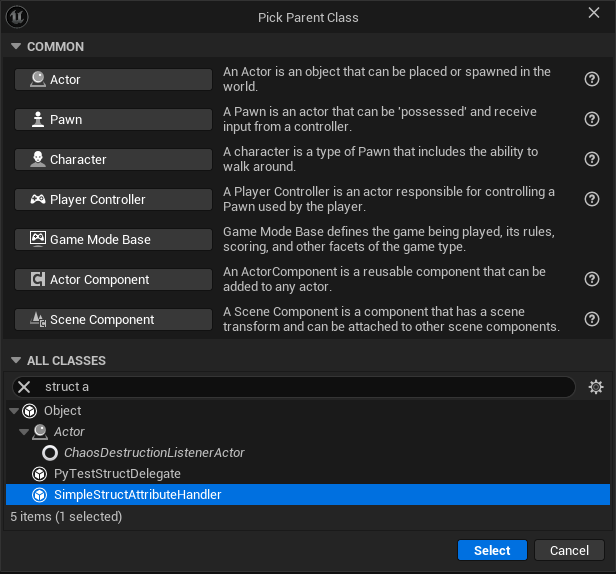 Pick Parent Class
COMMON
Actor
An Actor is an object that can be placed or spawned in the
world.
Pawn
A Pawn is an actor that can be 'possessed' and receive
input from a controller.
Character
A character is a type of Pawn that includes the ability to
walk around.
Player Controller
A Player Controller is an actor responsible for controlling a
Pawn used by the player.
Game Mode Base
Game Mode Base defines the game being played, its rules,
scoring, and other facets of the game type.
Actor Component
An ActorComponent is a reusable component that can be
added to any actor.
Scene Component
A Scene Component is a component that has a scene
transform and can be attached to other scene components.
ALL CLASSES
struct a
Object
Actor
ChaosDestructionListenerActor
PyTestStructDelegate
SimpleStructAttributeHandler
5 items (1 selected)
Select
Cancel